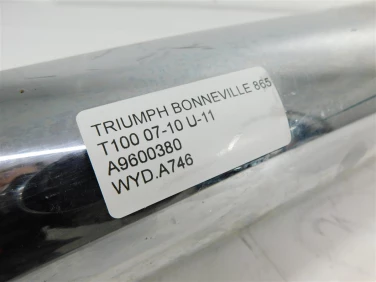 TRIUMPH BONNEVILLE 865
T100 07-10 U-11
A9600380
WYD.A746